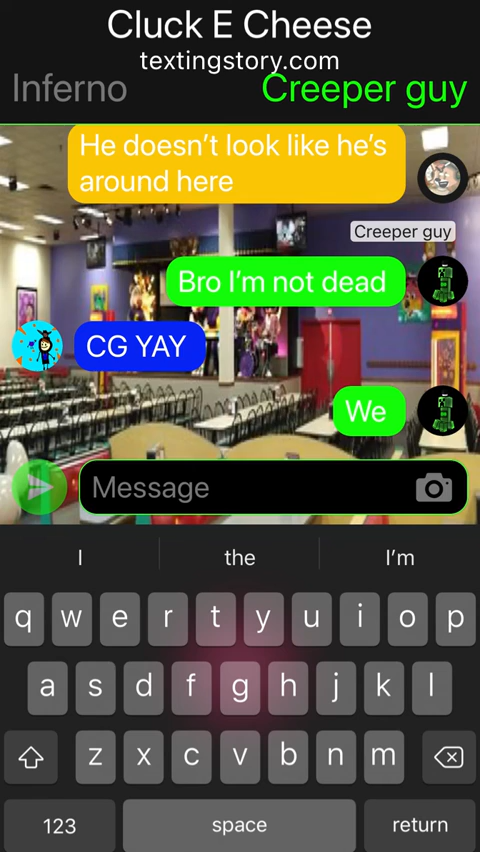 Cluck E Cheese
textingstory.com
Inferno
Creeper guy
He doesn’t look like he’s
around here
Creeper guy
Bro I’m not dead
CG YAY
We
Message
I the I’m
q w e r t y u i o p
a s d f g h j k l
z x c v b n m
123 space return